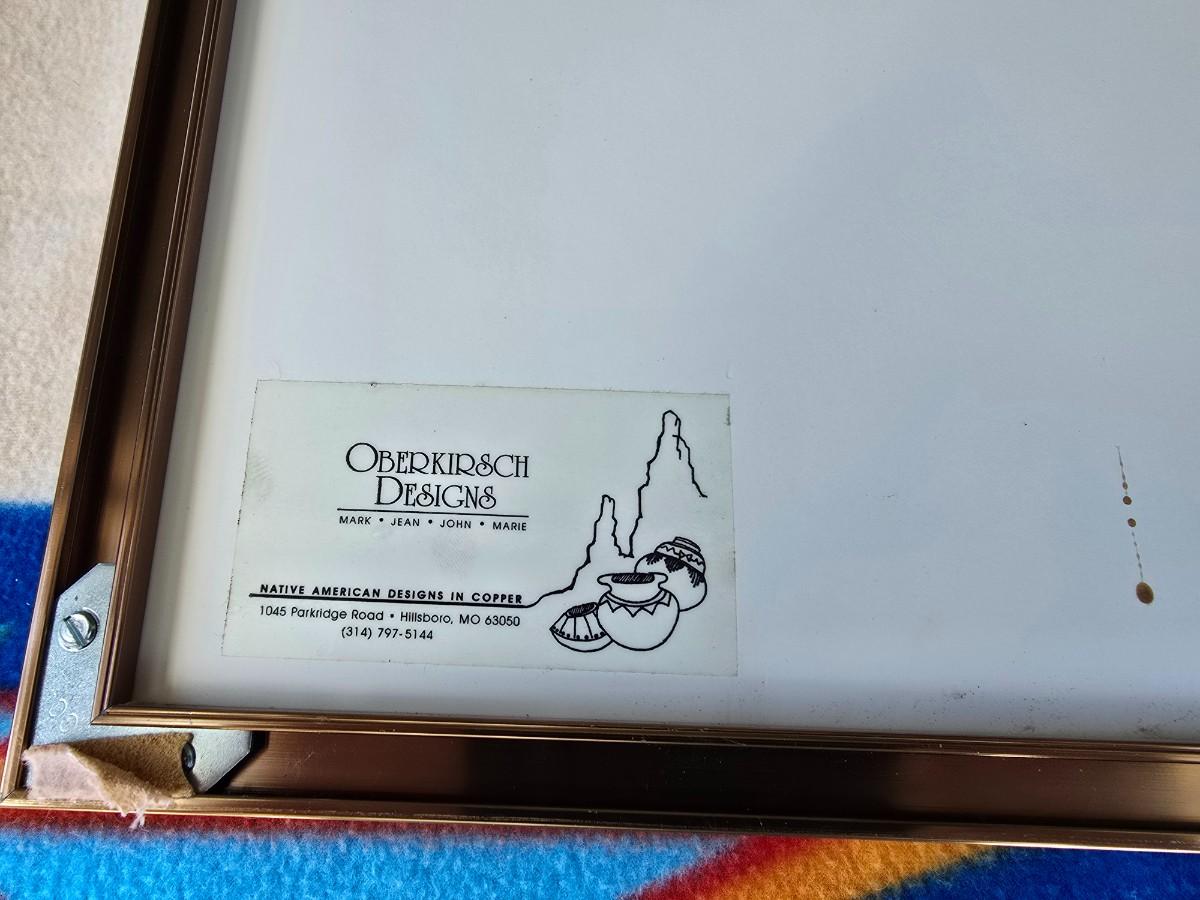 OBERKIRSCH
DESIGNS
MARK • JEAN • JOHN • MARIE
NATIVE AMERICAN DESIGNS IN COPPER
1045 Parkridge Road • Hillsboro, MO 63050
(314) 797-5144